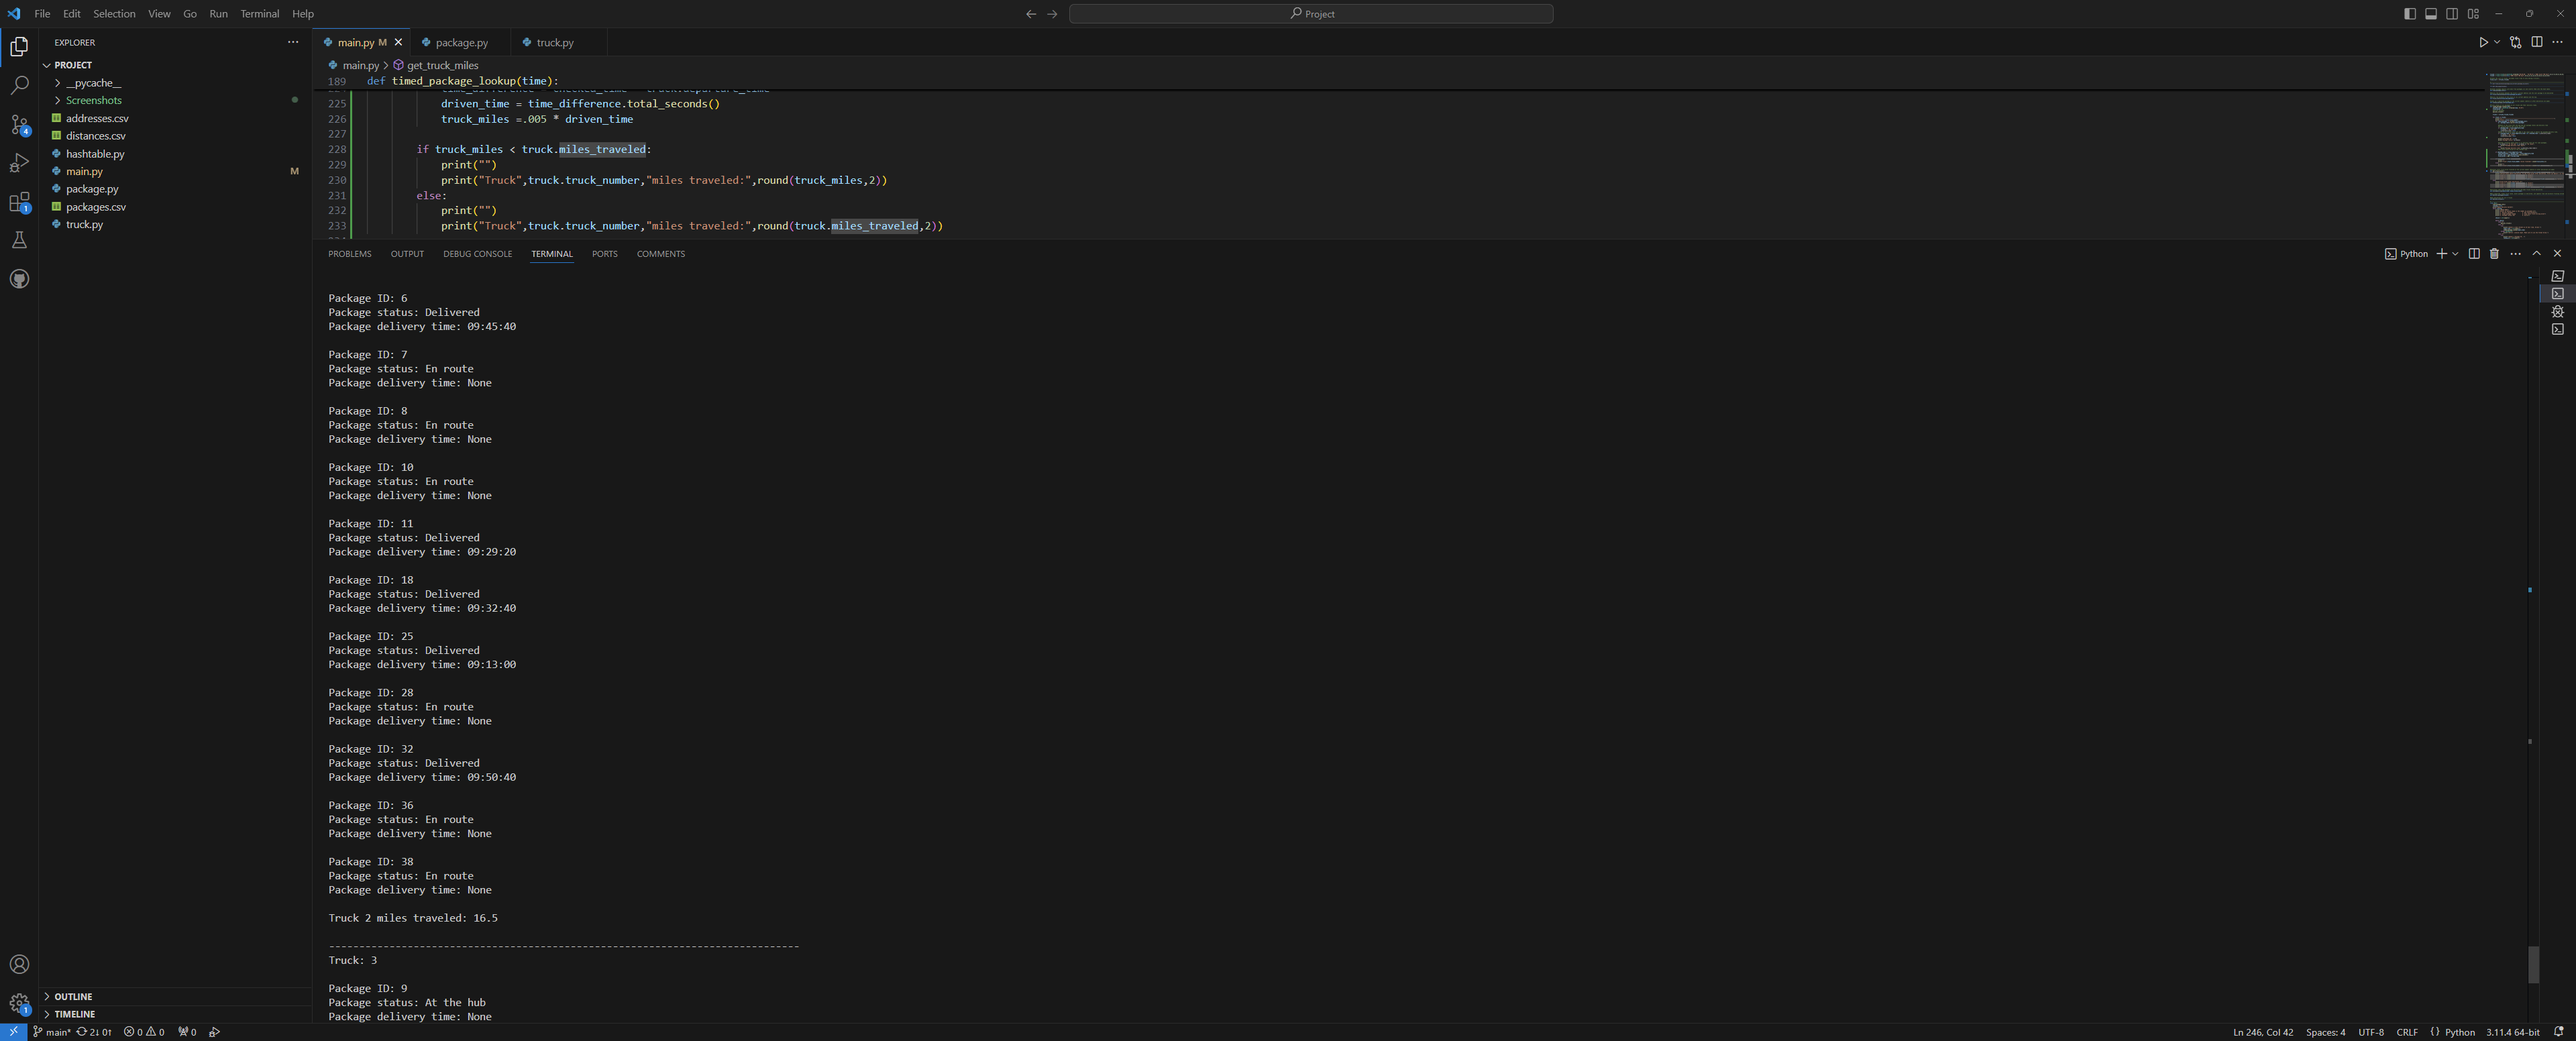 File Edit Selection View Go Run Terminal Help
Project
EXPLORER
PROJECT
__pycache__
Screenshots
addresses.csv
distances.csv
hashtable.py
main.py M
package.py
packages.csv
truck.py
OUTLINE
TIMELINE
main.py M
package.py
truck.py
main.py > get_truck_miles
189 def timed_package_lookup(time):
225 driven_time = time_difference.total_seconds()
226 truck_miles =.005 * driven_time
227
228 if truck_miles < truck.miles_traveled:
229 print("")
230 print("Truck",truck.truck_number,"miles traveled:",round(truck_miles,2))
231 else:
232 print("")
233 print("Truck",truck.truck_number,"miles traveled:",round(truck.miles_traveled,2))
PROBLEMS OUTPUT DEBUG CONSOLE TERMINAL PORTS COMMENTS
Python
Package ID: 6
Package status: Delivered
Package delivery time: 09:45:40
Package ID: 7
Package status: En route
Package delivery time: None
Package ID: 8
Package status: En route
Package delivery time: None
Package ID: 10
Package status: En route
Package delivery time: None
Package ID: 11
Package status: Delivered
Package delivery time: 09:29:20
Package ID: 18
Package status: Delivered
Package delivery time: 09:32:40
Package ID: 25
Package status: Delivered
Package delivery time: 09:13:00
Package ID: 28
Package status: En route
Package delivery time: None
Package ID: 32
Package status: Delivered
Package delivery time: 09:50:40
Package ID: 36
Package status: En route
Package delivery time: None
Package ID: 38
Package status: En route
Package delivery time: None
Truck 2 miles traveled: 16.5
------------------------------------------------------------------------------
Truck: 3
Package ID: 9
Package status: At the hub
Package delivery time: None
main* 2↓ 0↑ 0 0 0
Ln 246, Col 42 Spaces: 4 UTF-8 CRLF {} Python 3.11.4 64-bit